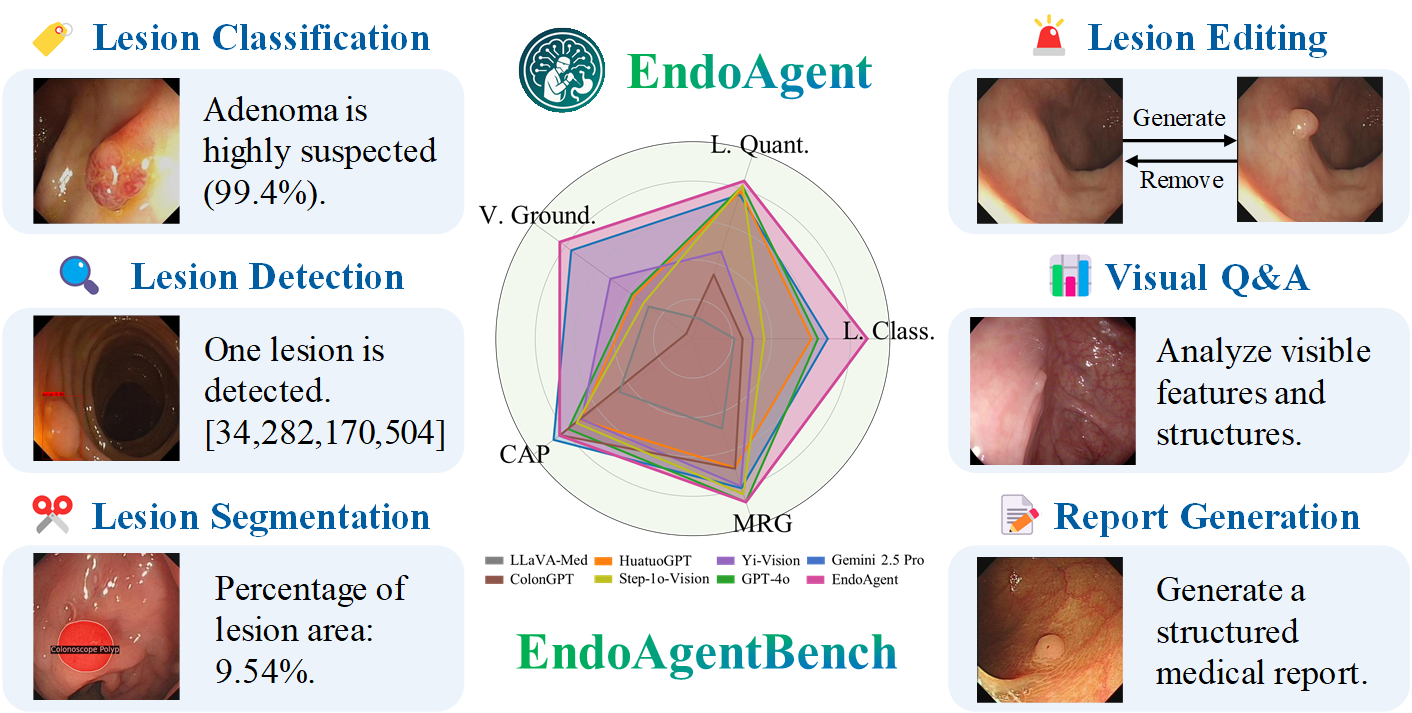 Lesion Classification
Adenoma is
highly suspected
(99.4%).
Lesion Detection
One lesion is
detected.
[34,282,170,504]
Lesion Segmentation
Colonoscope Polyp
Percentage of
lesion area:
9.54%.
EndoAgent
L. Quant.
V. Ground.
L. Class.
CAP
MRG
LLaVA-Med
HuatuoGPT
Yi-Vision
Gemini 2.5 Pro
ColonGPT
Step-1o-Vision
GPT-4o
EndoAgent
EndoAgentBench
Lesion Editing
Generate
Remove
Visual Q&A
Analyze visible
features and
structures.
Report Generation
Generate a
structured
medical report.